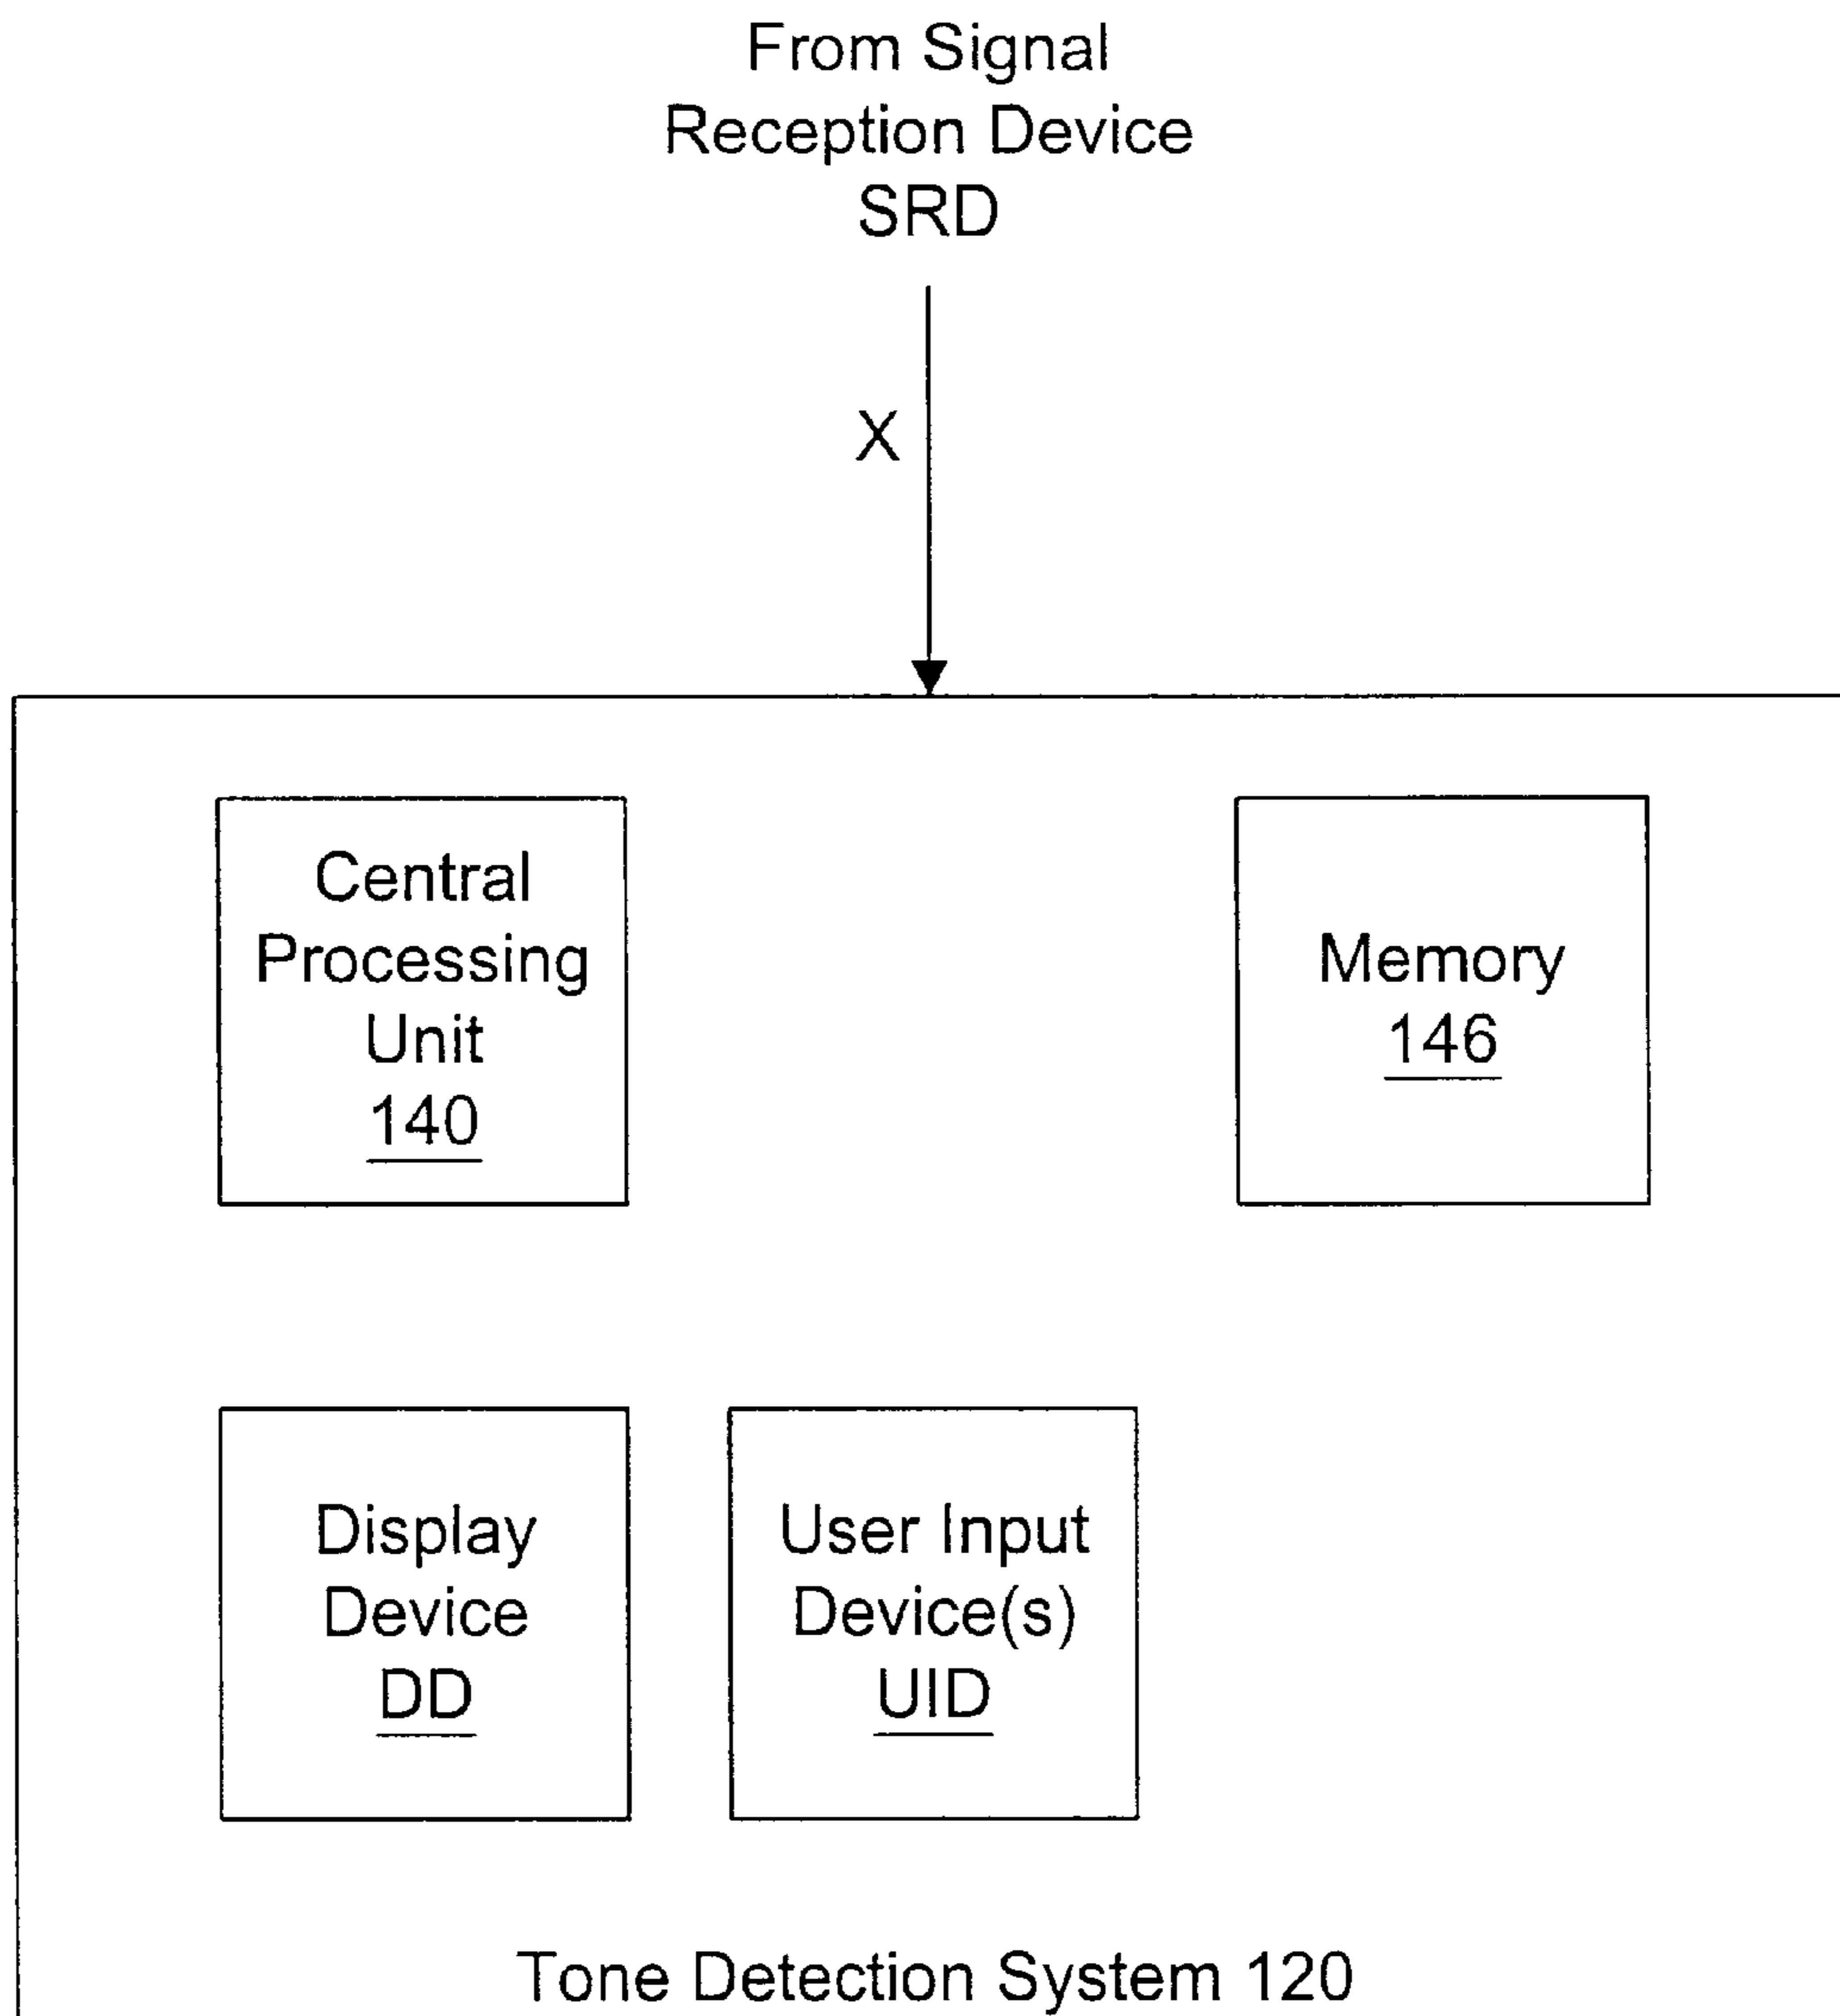 From Signal
Reception Device
SRD
X
Central
Processing
Unit
140
Memory
146
Display
Device
DD
User Input
Device(s)
UID
Tone Detection System 120